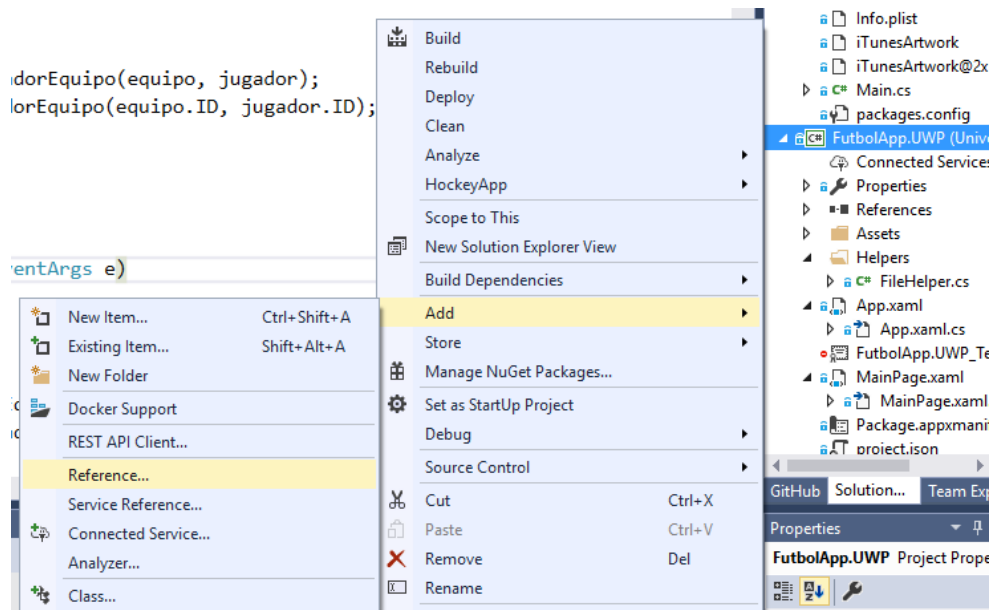 adorEquipo(equipo, jugador);
orEquipo(equipo.ID, jugador.ID);
entArgs e)
Build
Rebuild
Deploy
Clean
Analyze
HockeyApp
Scope to This
New Solution Explorer View
Build Dependencies
Add
Store
Manage NuGet Packages...
Set as StartUp Project
Debug
Source Control
Cut Ctrl+X
Paste Ctrl+V
Remove Del
Rename
New Item... Ctrl+Shift+A
Existing Item... Shift+Alt+A
New Folder
Docker Support
REST API Client...
Reference...
Service Reference...
Connected Service...
Analyzer...
Class...
Info.plist
iTunesArtwork
iTunesArtwork@2x
C# Main.cs
packages.config
C# FutbolApp.UWP (Unive
Connected Services
Properties
References
Assets
Helpers
C# FileHelper.cs
App.xaml
App.xaml.cs
FutbolApp.UWP_Te
MainPage.xaml
MainPage.xaml
Package.appxmanif
project.json
GitHub Solution... Team Exp
Properties
FutbolApp.UWP Project Prope